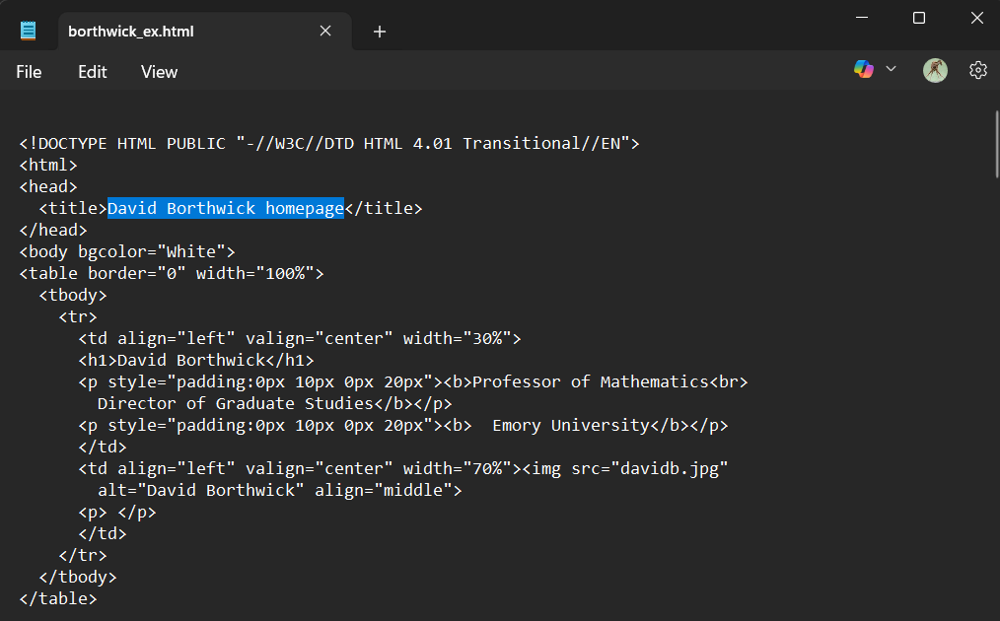 borthwick_ex.html
File Edit View
<!DOCTYPE HTML PUBLIC "-//W3C//DTD HTML 4.01 Transitional//EN">
<html>
<head>
  <title>David Borthwick homepage</title>
</head>
<body bgcolor="White">
<table border="0" width="100%">
  <tbody>
    <tr>
      <td align="left" valign="center" width="30%">
      <h1>David Borthwick</h1>
      <p style="padding:0px 10px 0px 20px"><b>Professor of Mathematics<br>
        Director of Graduate Studies</b></p>
      <p style="padding:0px 10px 0px 20px"><b>  Emory University</b></p>
      </td>
      <td align="left" valign="center" width="70%"><img src="davidb.jpg"
        alt="David Borthwick" align="middle">
      <p> </p>
      </td>
    </tr>
  </tbody>
</table>